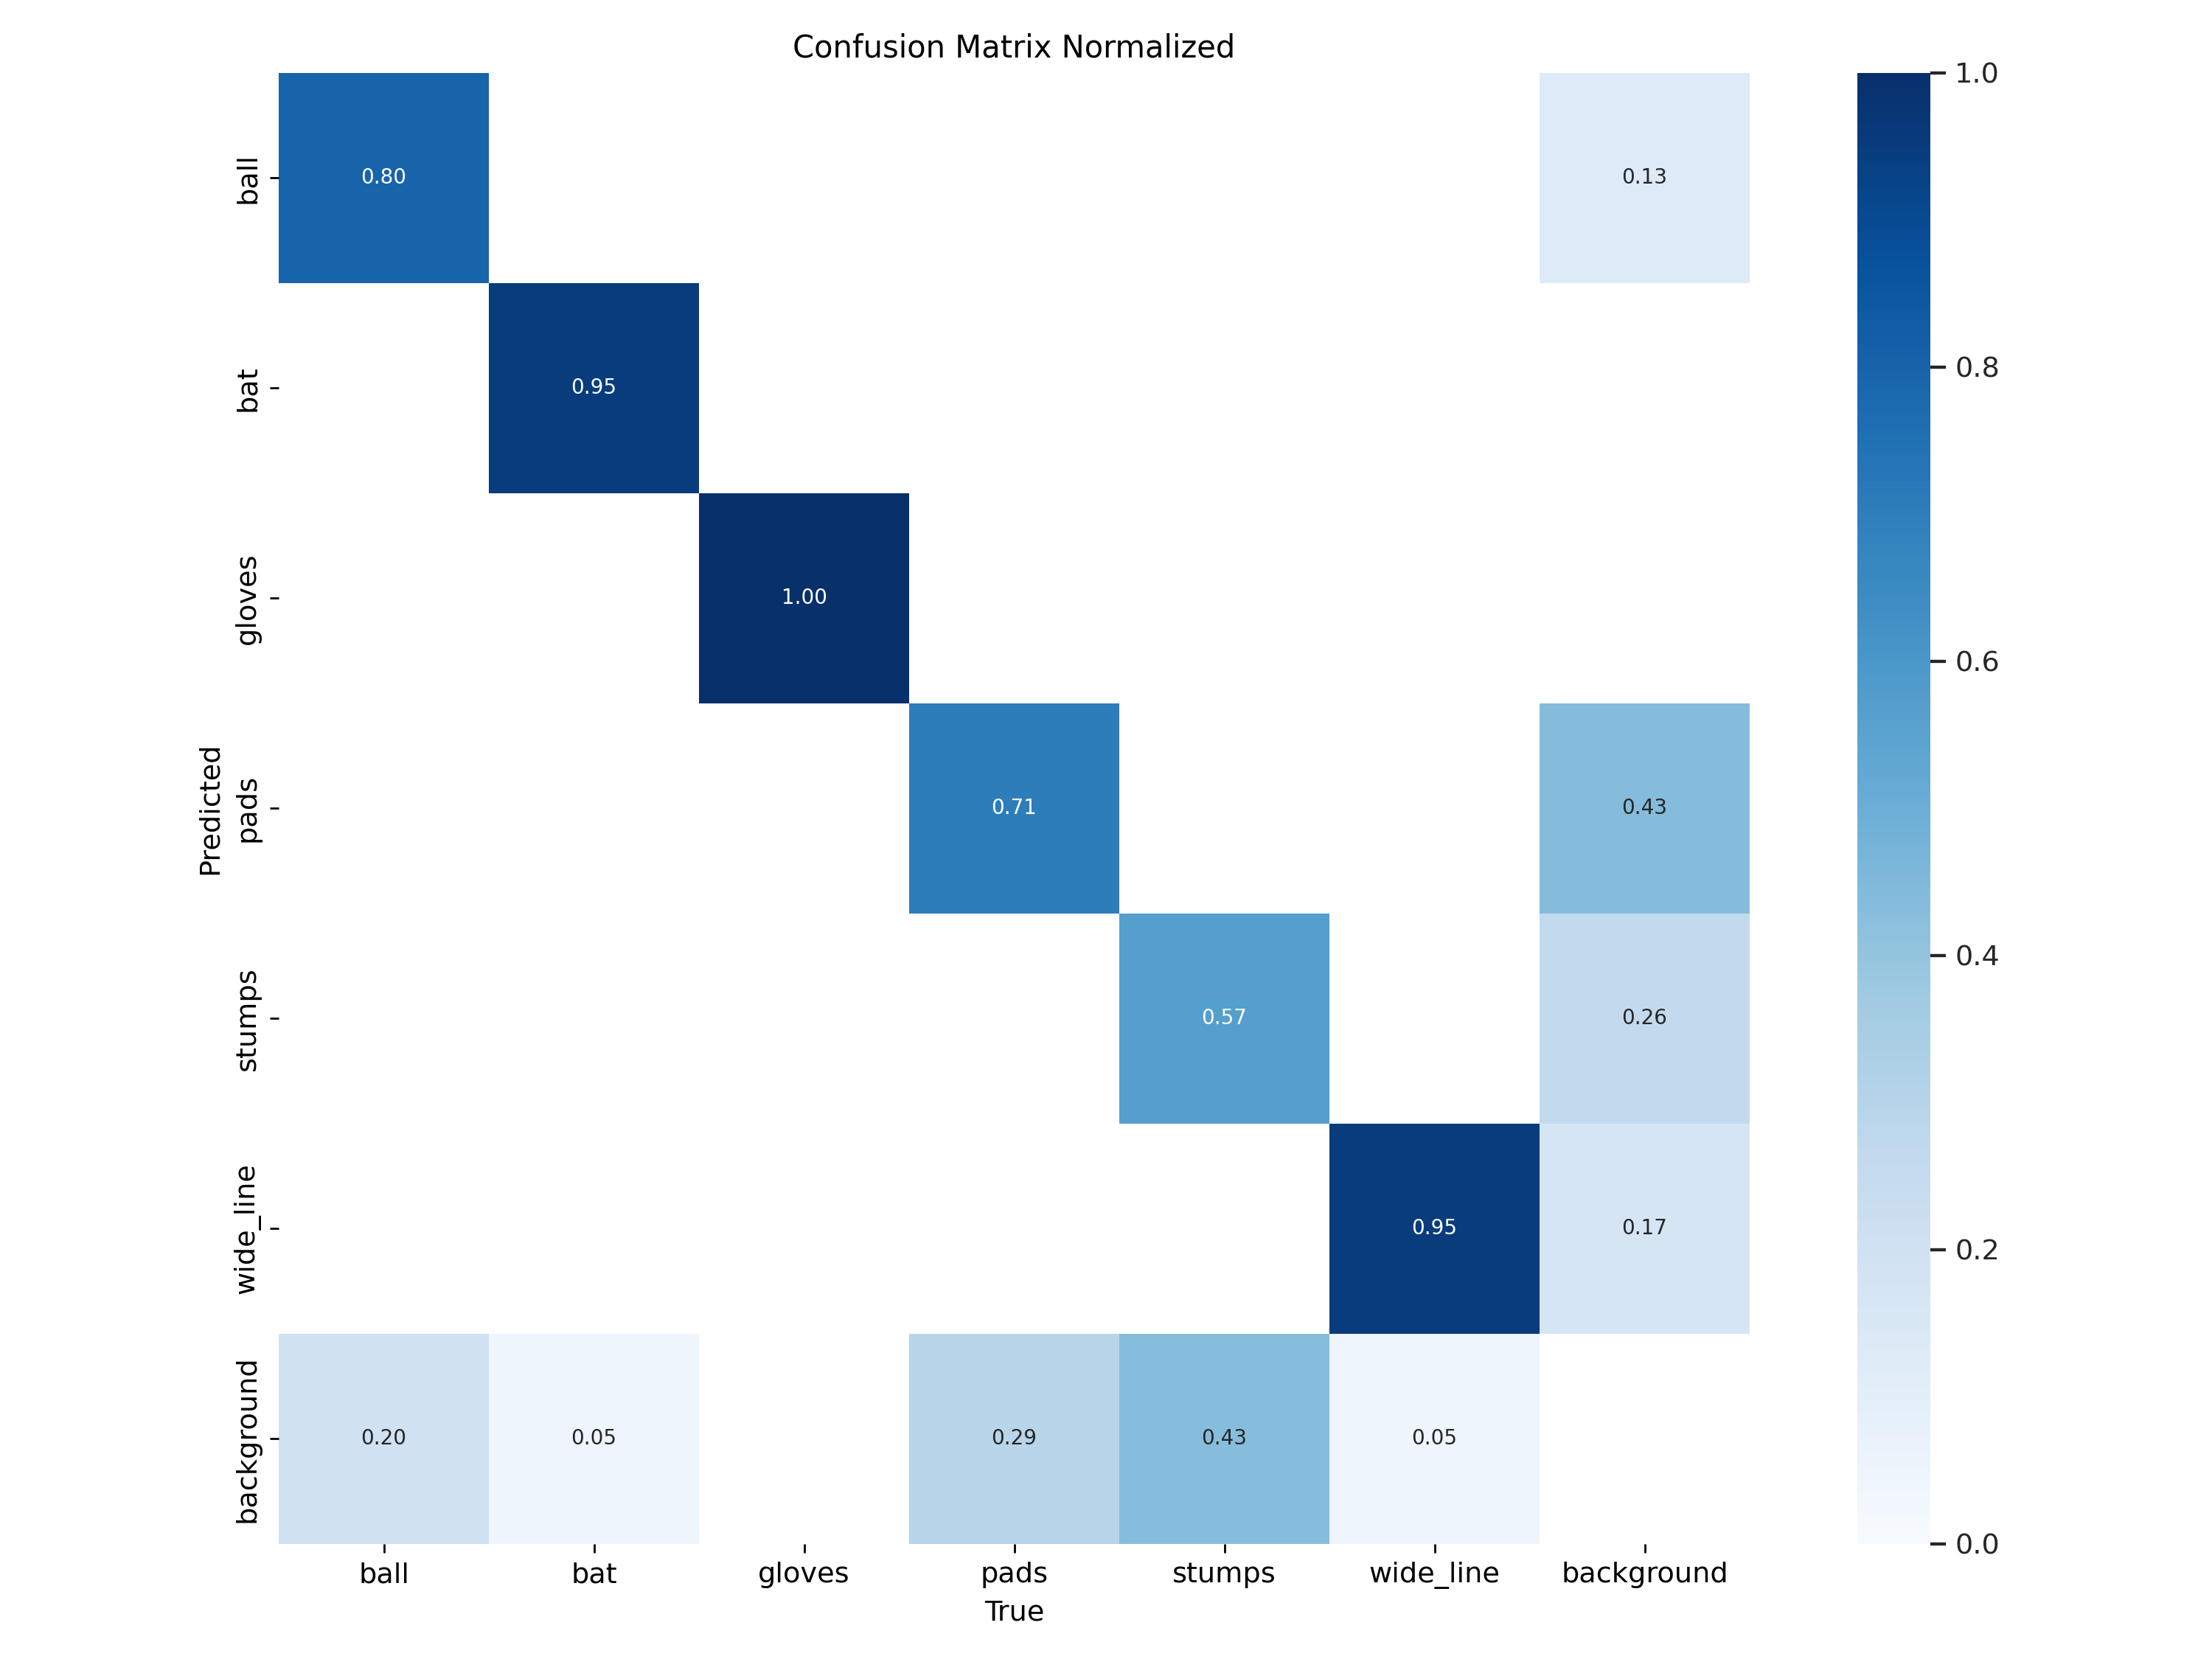 Confusion Matrix Normalized
ball
0.80
0.13
bat
0.95
gloves
1.00
pads
0.71
0.43
stumps
0.57
0.26
wide_line
0.95
0.17
background
0.20
0.05
0.29
0.43
0.05
Predicted
ball
bat
gloves
pads
stumps
wide_line
background
True
1.0
0.8
0.6
0.4
0.2
0.0